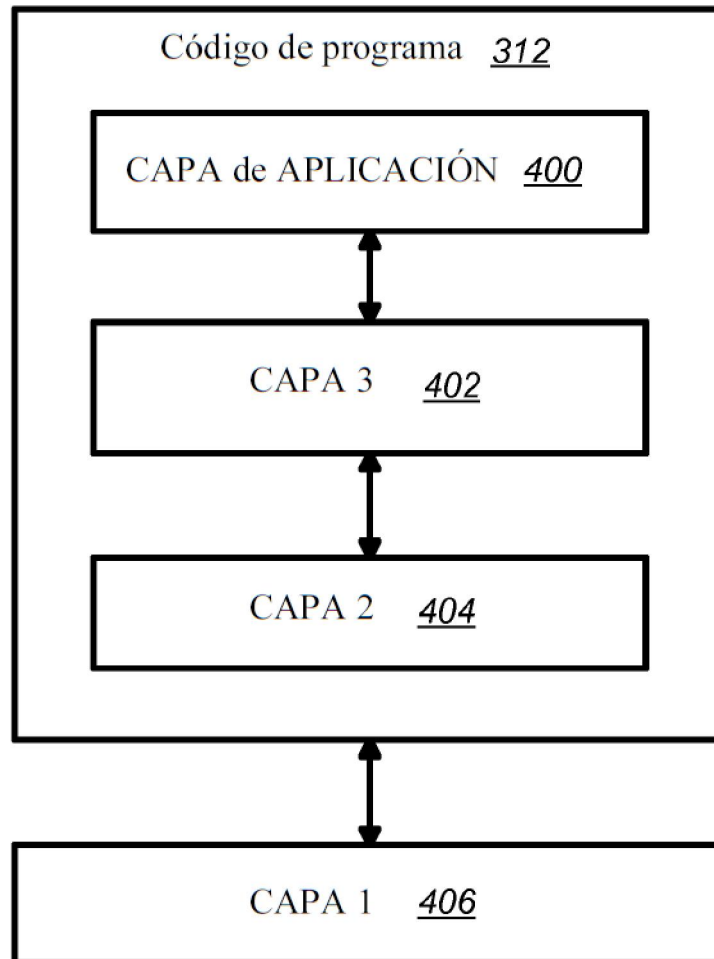 Código de programa 312
CAPA de APLICACIÓN 400
CAPA 3 402
CAPA 2 404
CAPA 1 406